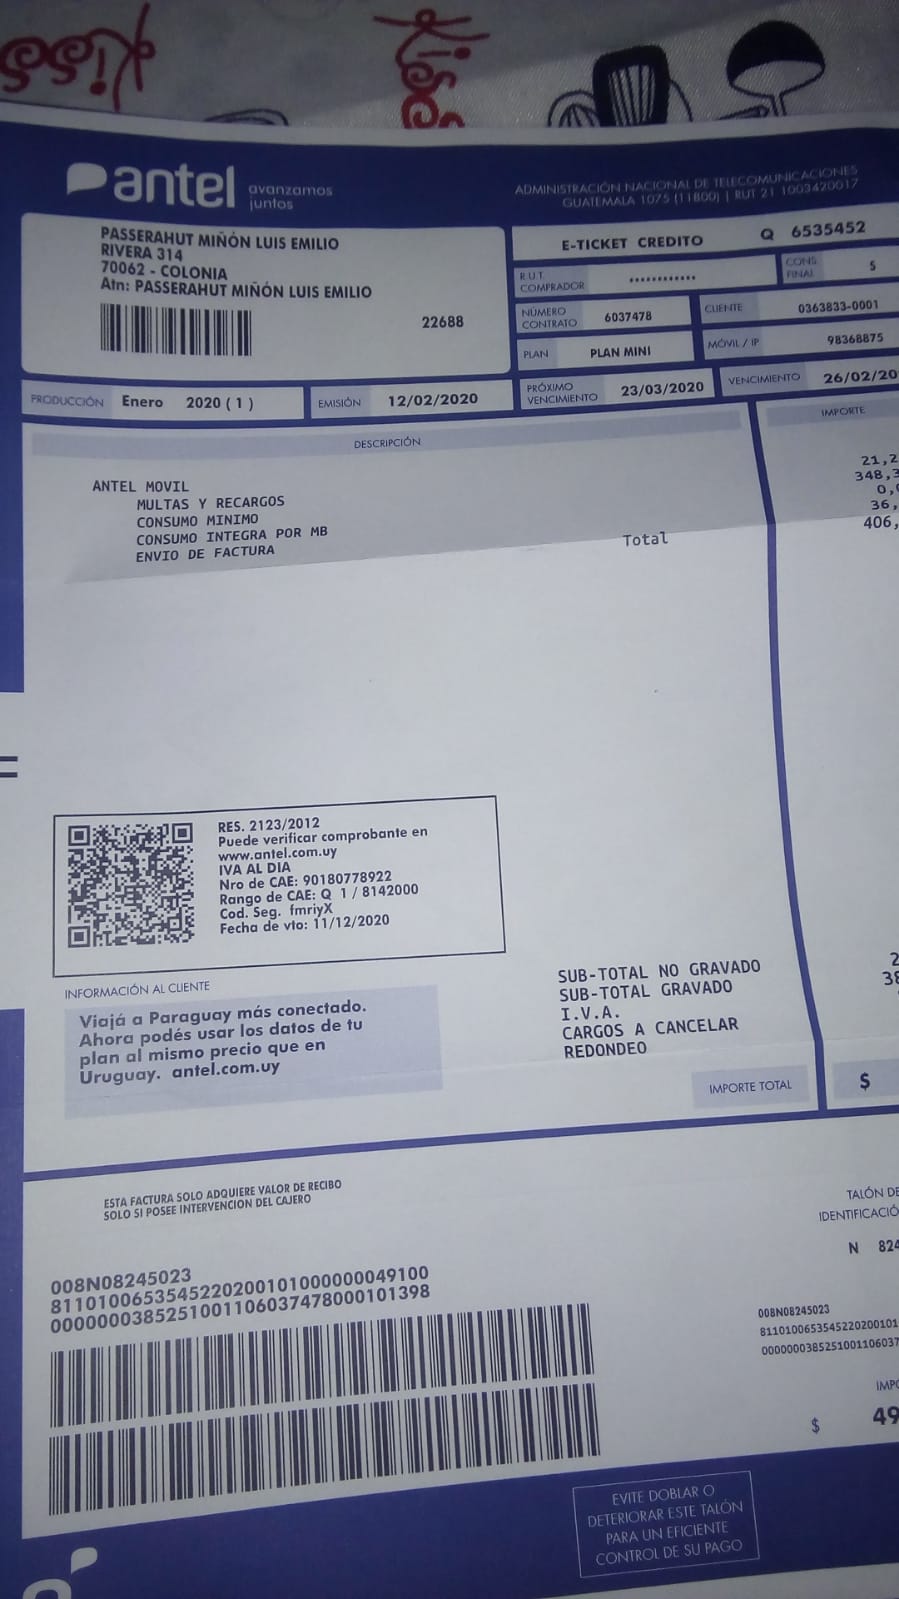 Kiss
antel avanzamos juntos
ADMINISTRACIÓN NACIONAL DE TELECOMUNICACIONES
GUATEMALA 1075 (11800) | RUT 21 1003420017
PASSERAHUT MIÑÓN LUIS EMILIO
RIVERA 314
70062 - COLONIA
Atn: PASSERAHUT MIÑÓN LUIS EMILIO
22688
E-TICKET CREDITO Q 6535452
R.U.T. COMPRADOR ************
CONS. FINAL S
NÚMERO CONTRATO 6037478
CLIENTE 0363833-0001
PLAN PLAN MINI
MÓVIL / IP 98368875
PRODUCCIÓN Enero 2020 ( 1 )
EMISIÓN 12/02/2020
PRÓXIMO VENCIMIENTO 23/03/2020
VENCIMIENTO 26/02/20
DESCRIPCIÓN
IMPORTE
ANTEL MOVIL
MULTAS Y RECARGOS 21,2
CONSUMO MINIMO 348,3
CONSUMO INTEGRA POR MB 0,
ENVIO DE FACTURA 36,
Total 406,
RES. 2123/2012
Puede verificar comprobante en
www.antel.com.uy
IVA AL DIA
Nro de CAE: 90180778922
Rango de CAE: Q 1 / 8142000
Cod. Seg. fmriyX
Fecha de vto: 11/12/2020
INFORMACIÓN AL CLIENTE
Viajá a Paraguay más conectado.
Ahora podés usar los datos de tu
plan al mismo precio que en
Uruguay. antel.com.uy
SUB-TOTAL NO GRAVADO 2
SUB-TOTAL GRAVADO 38
I.V.A.
CARGOS A CANCELAR
REDONDEO
IMPORTE TOTAL $
ESTA FACTURA SOLO ADQUIERE VALOR DE RECIBO
SOLO SI POSEE INTERVENCION DEL CAJERO
TALÓN DE
IDENTIFICACIÓ
N 824
008N08245023
811010065354522020010100000004910​0
000000038525100110603747800010139​8
008N08245023
8110100653545220200101
0000000385251001106037
IMPO
$ 49
EVITE DOBLAR O
DETERIORAR ESTE TALÓN
PARA UN EFICIENTE
CONTROL DE SU PAGO